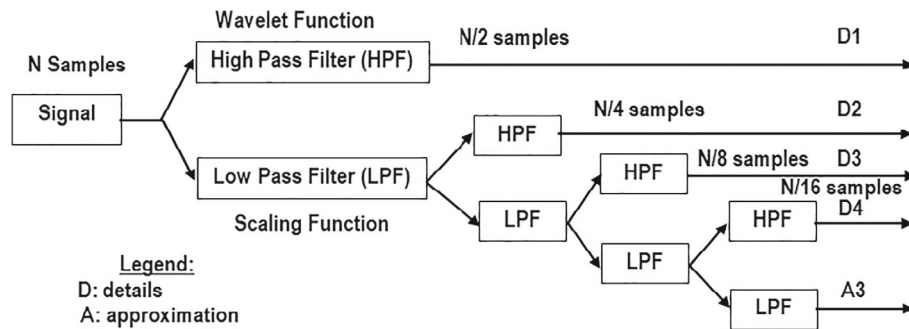 Wavelet Function
N/2 samples
D1
N Samples
High Pass Filter (HPF)
Signal
N/4 samples
D2
HPF
Low Pass Filter (LPF)
N/8 samples
D3
HPF
N/16 samples
Scaling Function
LPF
HPF
D4
LPF
Legend:
D: details
A: approximation
LPF
A3